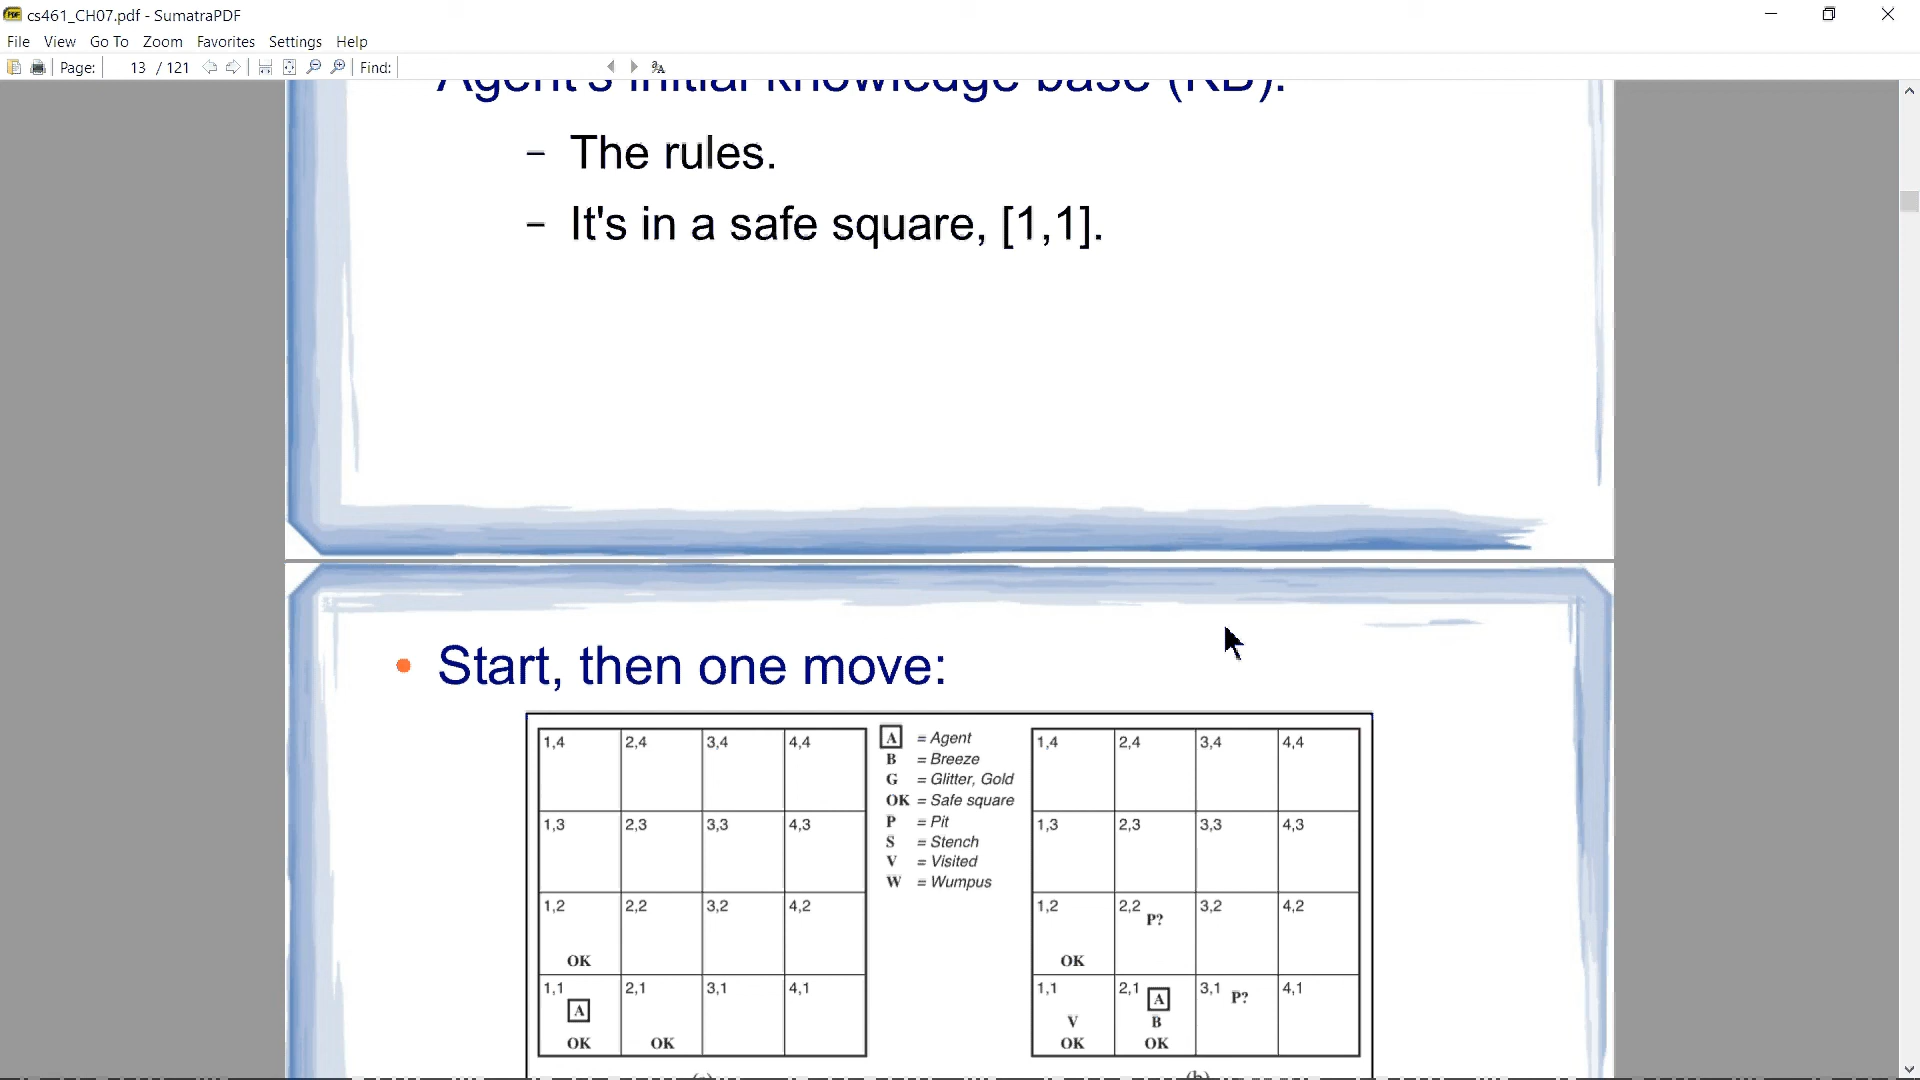 cs461_CH07.pdf - SumatraPDF
File View Go To Zoom Favorites Settings Help
Page: 13 / 121 Find:
Agent's initial knowledge base (KB):
– The rules.
– It's in a safe square, [1,1].
• Start, then one move:
1,4 2,4 3,4 4,4
1,3 2,3 3,3 4,3
1,2 2,2 3,2 4,2
OK
1,1 2,1 3,1 4,1
A
OK OK
A = Agent
B = Breeze
G = Glitter, Gold
OK = Safe square
P = Pit
S = Stench
V = Visited
W = Wumpus
1,4 2,4 3,4 4,4
1,3 2,3 3,3 4,3
1,2 2,2 P? 3,2 4,2
OK
1,1 2,1 A 3,1 P? 4,1
V B
OK OK
(a) (b)